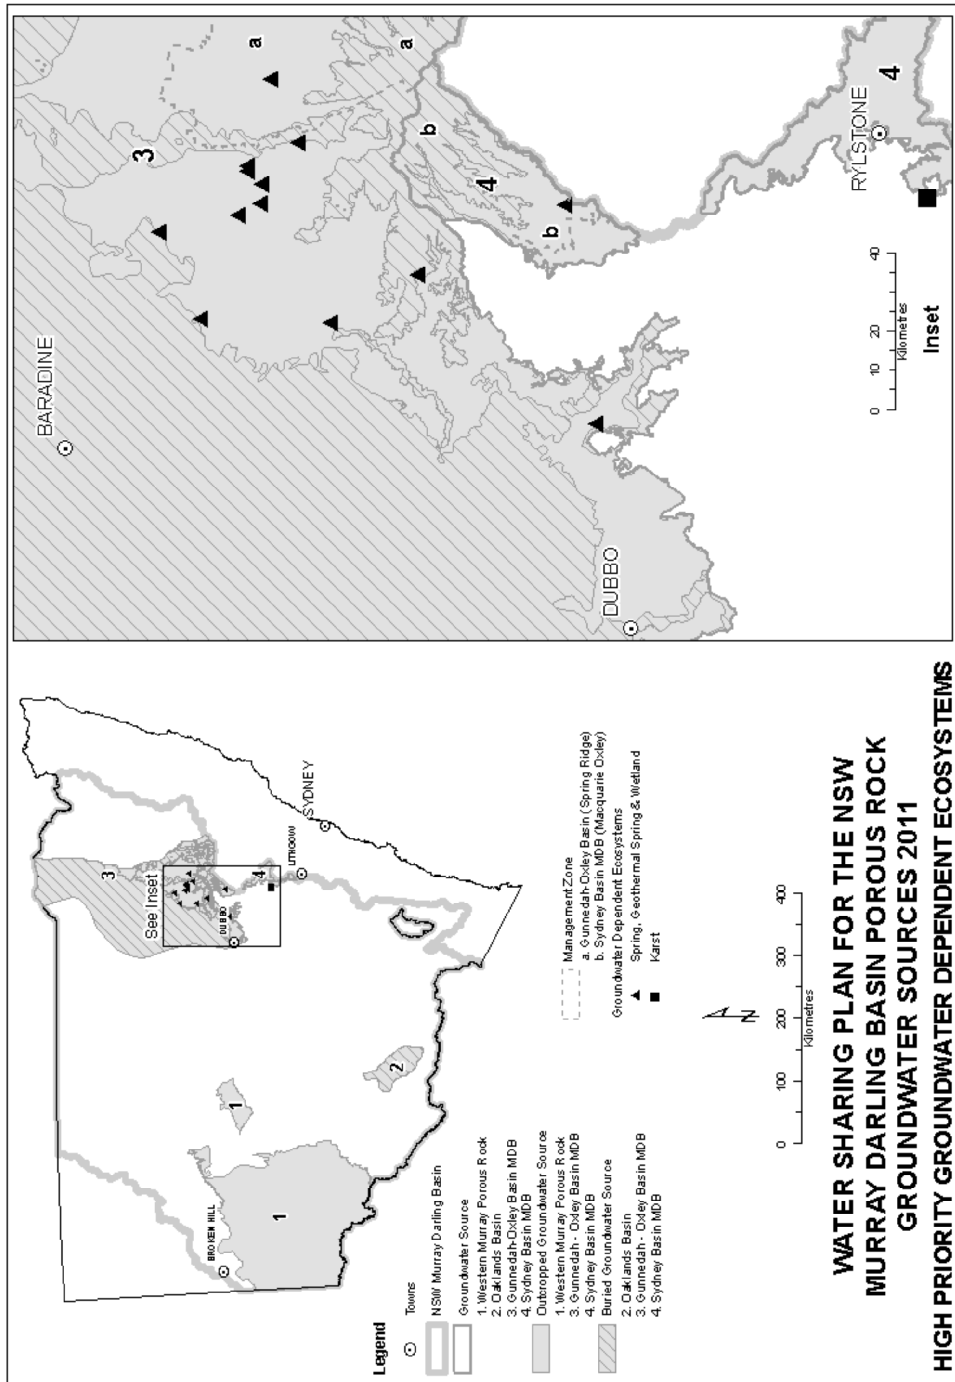 BROKEN HILL
1
1
2
3
4
See Inset
DUBBO
LITHGOW
SYDNEY
Legend
Towns
NSW Murray Darling Basin
Groundwater Source
1. Western Murray Porous Rock
2. Oaklands Basin
3. Gunnedah-Oxley Basin MDB
4. Sydney Basin MDB
Outcropped Groundwater Source
1. Western Murray Porous Rock
3. Gunnedah - Oxley Basin MDB
4. Sydney Basin MDB
Buried Groundwater Source
2. Oaklands Basin
3. Gunnedah - Oxley Basin MDB
4. Sydney Basin MDB
Management Zone
a. Gunnedah-Oxley Basin (Spring Ridge)
b. Sydney Basin MDB (Macquarie Oxley)
Groundwater Dependent Ecosystems
Spring, Geothermal Spring & Wetland
Karst
N
0 100 200 300 400
Kilometres
WATER SHARING PLAN FOR THE NSW
MURRAY DARLING BASIN POROUS ROCK
GROUNDWATER SOURCES 2011
HIGH PRIORITY GROUNDWATER DEPENDENT ECOSYSTEMS
BARADINE
3
a
a
b
4
b
DUBBO
4
RYLSTONE
0 10 20 40
Kilometres
Inset